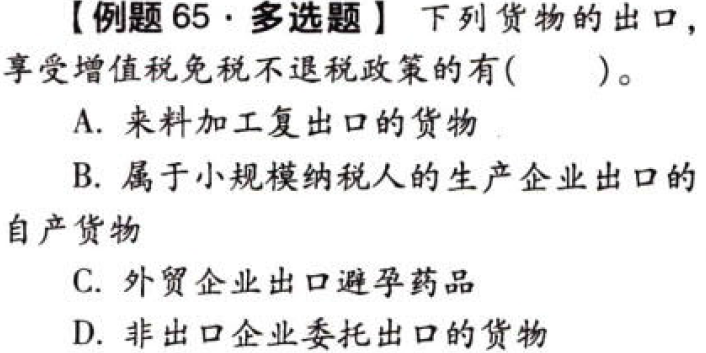 【例题 65·多选题】 下列货物的出口，
享受增值税免税不退税政策的有(　　)。
A. 来料加工复出口的货物
B. 属于小规模纳税人的生产企业出口的
自产货物
C. 外贸企业出口避孕药品
D. 非出口企业委托出口的货物